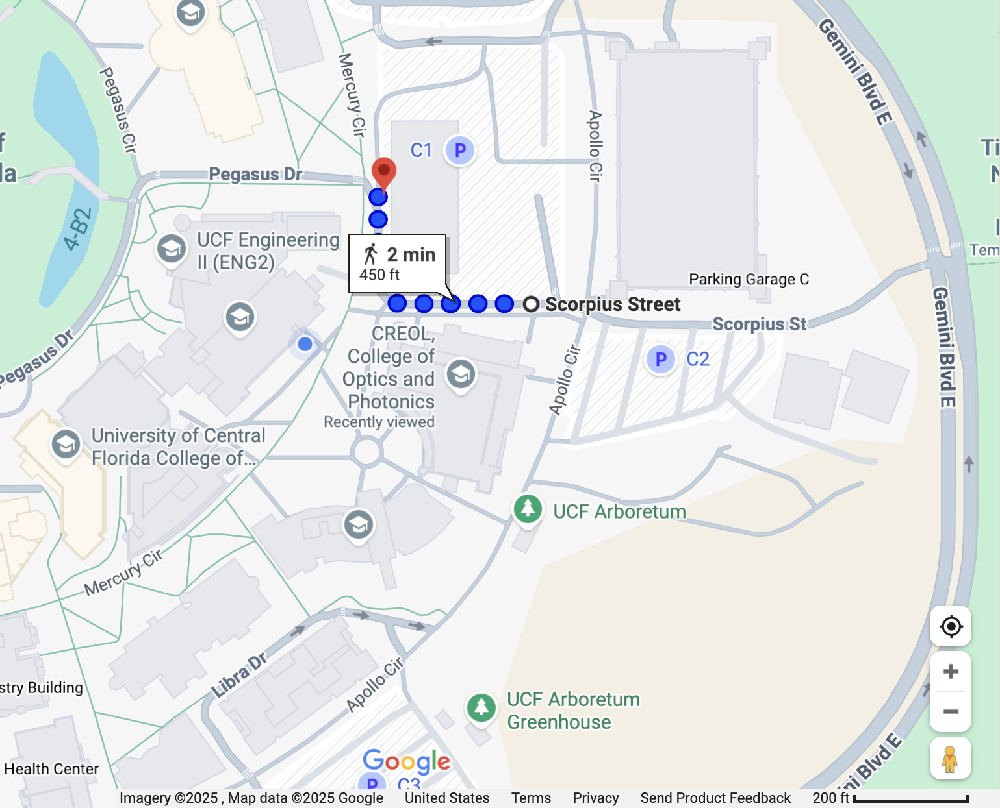 Gemini Blvd E
Mercury Cir
Pegasus Cir
Apollo Cir
C1
P
Pegasus Dr
4-B2
UCF Engineering
II (ENG2)
2 min
450 ft
Tem
Parking Garage C
Scorpius Street
Scorpius St
Gemini Blvd E
CREOL,
College of
Optics and
Photonics
Recently viewed
P
C2
Pegasus Dr
Apollo Cir
University of Central
Florida College of...
UCF Arboretum
Mercury Cir
Libra Dr
Apollo Cir
stry Building
UCF Arboretum
Greenhouse
Health Center
Google
P
C3
ini Blvd E
Imagery ©2025 , Map data ©2025 Google United States Terms Privacy Send Product Feedback 200 ft